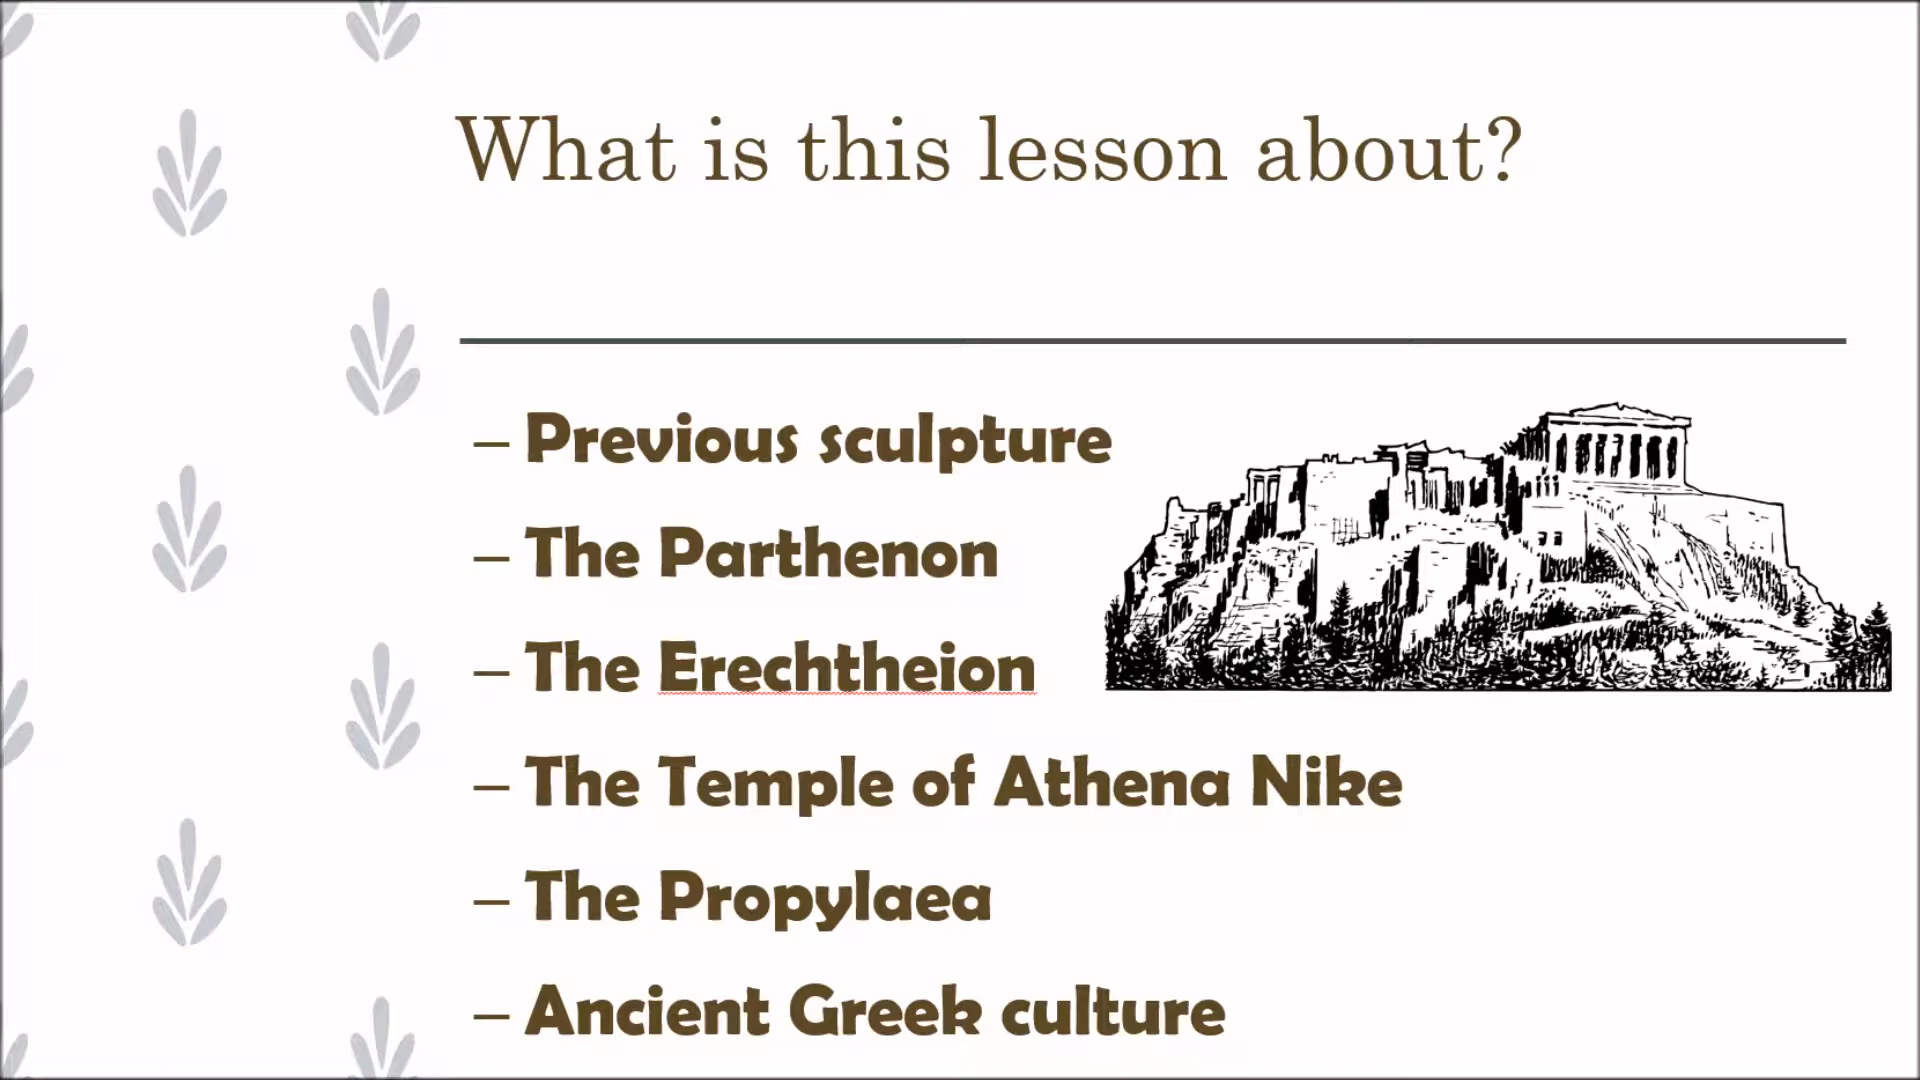 What is this lesson about?
– Previous sculpture
– The Parthenon
– The Erechtheion
– The Temple of Athena Nike
– The Propylaea
– Ancient Greek culture